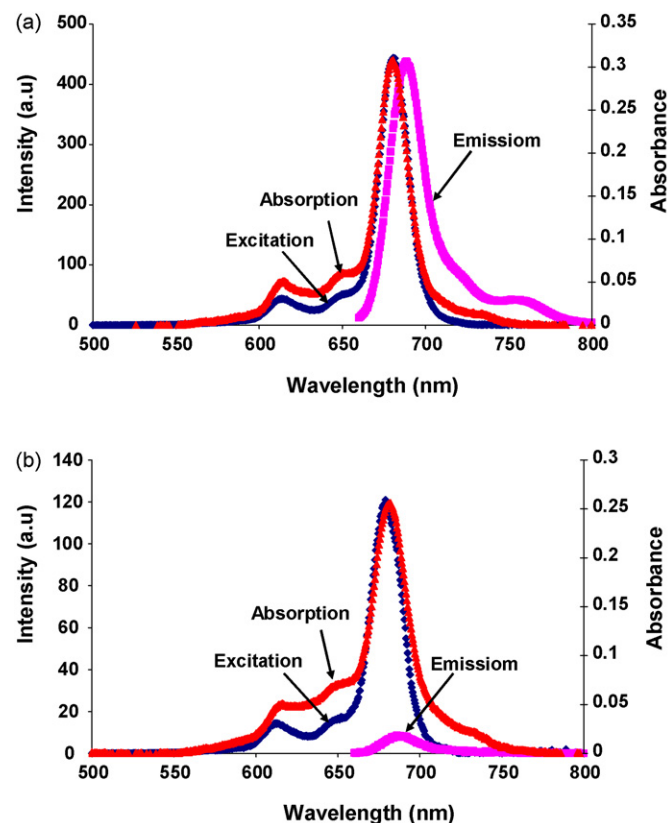 (a)
500
400
300
200
100
0
Intensity (a.u)
0.35
0.3
0.25
0.2
0.15
0.1
0.05
0
Absorbance
Emissiom
Absorption
Excitation
500 550 600 650 700 750 800
Wavelength (nm)
(b)
140
120
100
80
60
40
20
0
Intensity (a.u)
0.3
0.25
0.2
0.15
0.1
0.05
0
Absorbance
Absorption
Excitation
Emissiom
500 550 600 650 700 750 800
Wavelength (nm)